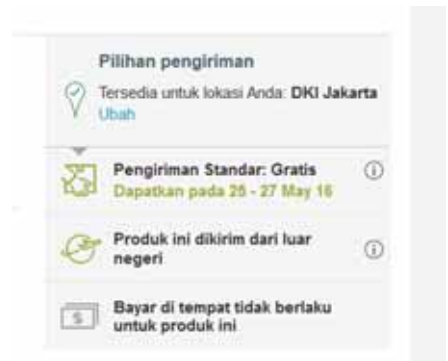 Pilihan pengiriman
Tersedia untuk lokasi Anda: DKI Jakarta
Ubah
Pengiriman Standar: Gratis
Dapatkan pada 25 - 27 May 16
Produk ini dikirim dari luar
negeri
$
Bayar di tempat tidak berlaku
untuk produk ini